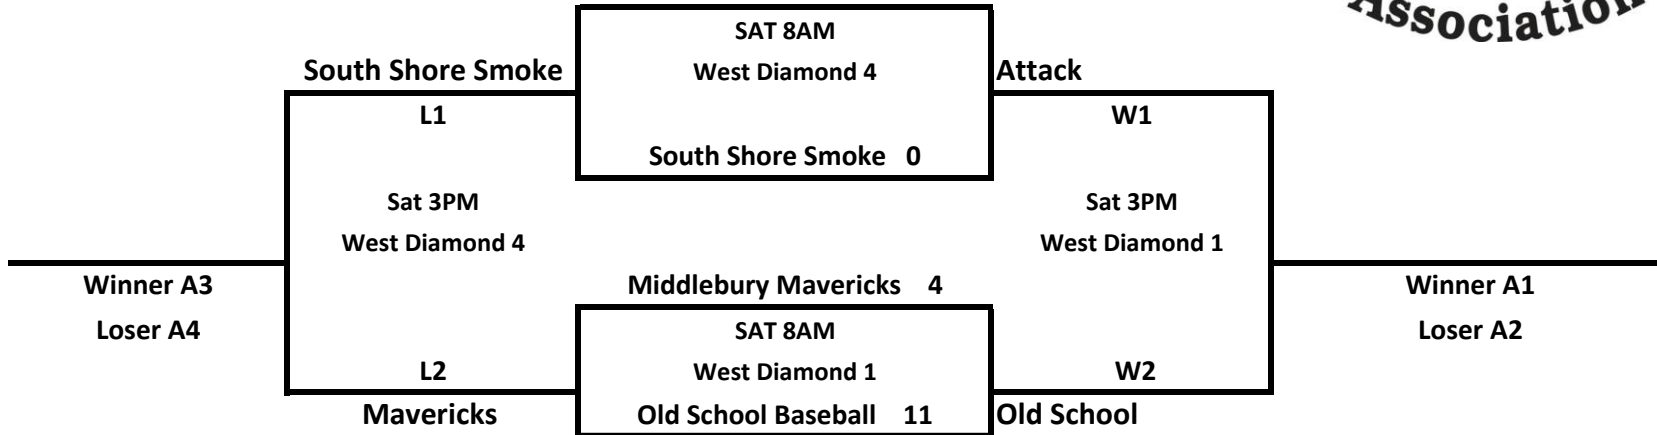 Association
SAT 8AM
South Shore Smoke
West Diamond 4
Attack
L1
W1
South Shore Smoke 0
Sat 3PM
Sat 3PM
West Diamond 4
West Diamond 1
Winner A3
Middlebury Mavericks 4
Winner A1
Loser A4
SAT 8AM
Loser A2
L2
West Diamond 1
W2
Mavericks
Old School Baseball 11
Old School